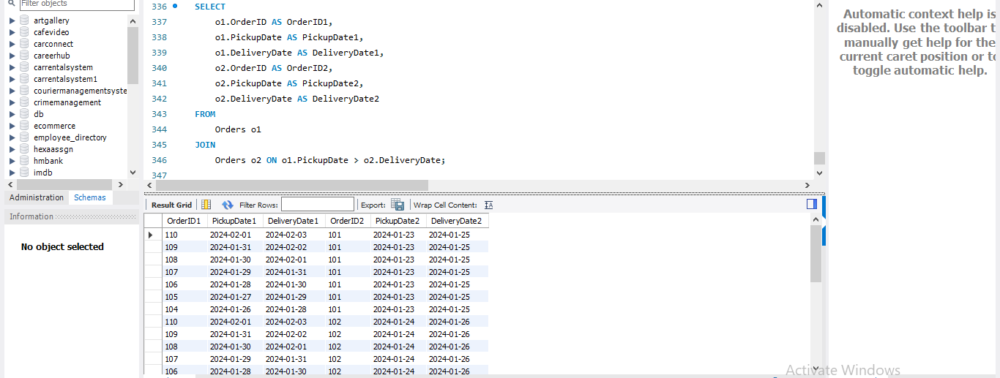 Filter objects
artgallery
cafevideo
carconnect
careerhub
carrentalsystem
carrentalsystem1
couriermanagementsyste
crimemanagement
db
ecommerce
employee_directory
hexaassgn
hmbank
imdb
Administration Schemas
Information
No object selected
336 SELECT
337 o1.OrderID AS OrderID1,
338 o1.PickupDate AS PickupDate1,
339 o1.DeliveryDate AS DeliveryDate1,
340 o2.OrderID AS OrderID2,
341 o2.PickupDate AS PickupDate2,
342 o2.DeliveryDate AS DeliveryDate2
343 FROM
344 Orders o1
345 JOIN
346 Orders o2 ON o1.PickupDate > o2.DeliveryDate;
347
Result Grid Filter Rows: Export: Wrap Cell Content:
OrderID1 PickupDate1 DeliveryDate1 OrderID2 PickupDate2 DeliveryDate2
110 2024-02-01 2024-02-03 101 2024-01-23 2024-01-25
109 2024-01-31 2024-02-02 101 2024-01-23 2024-01-25
108 2024-01-30 2024-02-01 101 2024-01-23 2024-01-25
107 2024-01-29 2024-01-31 101 2024-01-23 2024-01-25
106 2024-01-28 2024-01-30 101 2024-01-23 2024-01-25
105 2024-01-27 2024-01-29 101 2024-01-23 2024-01-25
104 2024-01-26 2024-01-28 101 2024-01-23 2024-01-25
110 2024-02-01 2024-02-03 102 2024-01-24 2024-01-26
109 2024-01-31 2024-02-02 102 2024-01-24 2024-01-26
108 2024-01-30 2024-02-01 102 2024-01-24 2024-01-26
107 2024-01-29 2024-01-31 102 2024-01-24 2024-01-26
106 2024-01-28 2024-01-30 102 2024-01-24 2024-01-26
Automatic context help is
disabled. Use the toolbar t
manually get help for the
current caret position or to
toggle automatic help.
Activate Windows